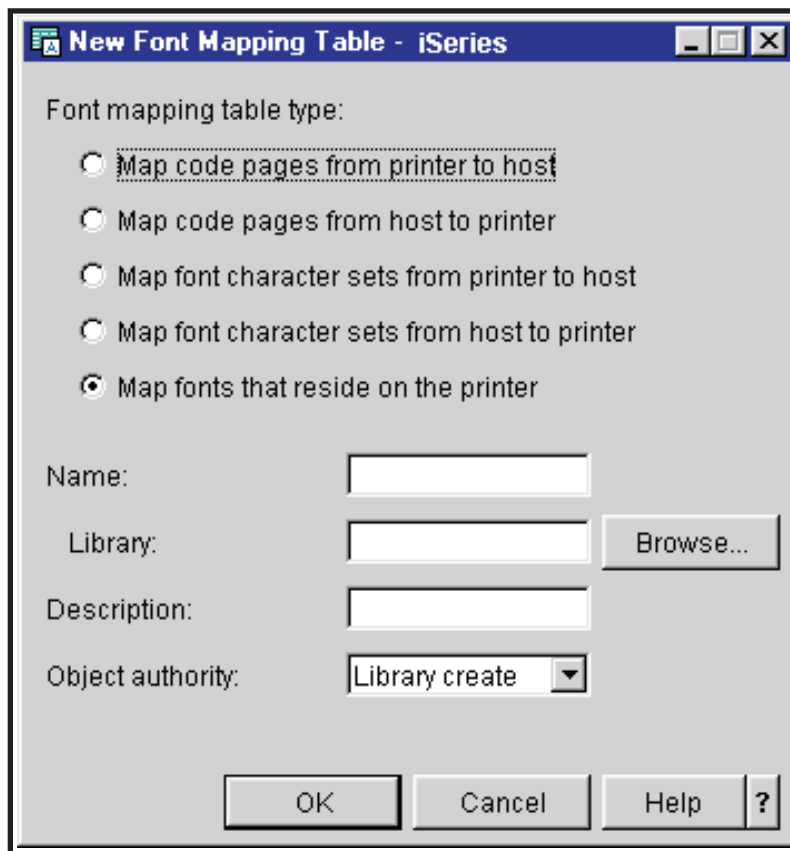 New Font Mapping Table - iSeries
Font mapping table type:
Map code pages from printer to host
Map code pages from host to printer
Map font character sets from printer to host
Map font character sets from host to printer
Map fonts that reside on the printer
Name:
Library:
Browse...
Description:
Object authority:
Library create
OK
Cancel
Help
?